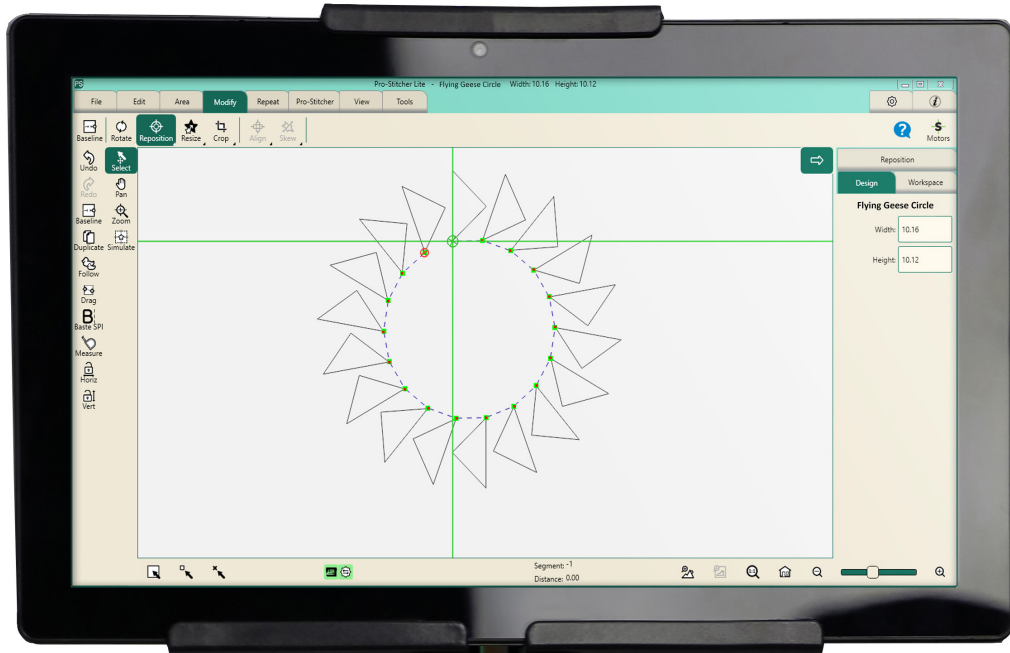 PS
Pro-Stitcher Lite - Flying Geese Circle Width: 10.16 Height: 10.12
File Edit Area Modify Repeat Pro-Stitcher View Tools
Baseline Rotate Reposition Resize Crop Align Skew Motors
Undo Select
Redo Pan
Baseline Zoom
Duplicate Simulate
Follow
Drag
Baste SPI
Measure
Horiz
Vert
Reposition
Design Workspace
Flying Geese Circle
Width: 10.16
Height: 10.12
Segment: -1
Distance: 0.00
1:1